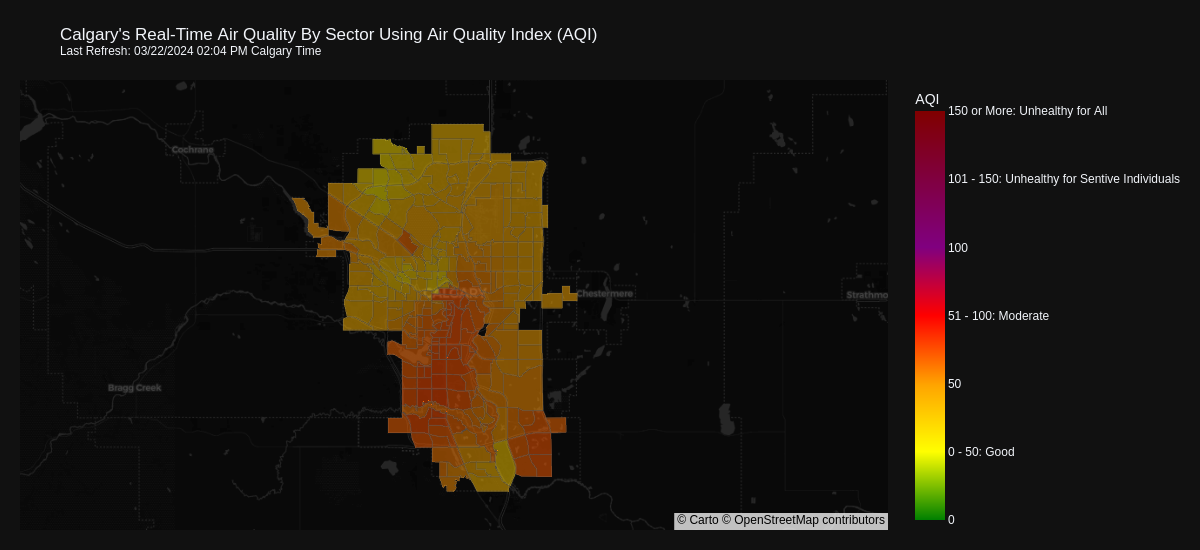 Calgary's Real-Time Air Quality By Sector Using Air Quality Index (AQI)
Last Refresh: 03/22/2024 02:04 PM Calgary Time
AQI
150 or More: Unhealthy for All
Cochrane
101 - 150: Unhealthy for Sentive Individuals
100
CALGARY
Chestermere
Strathmo
51 - 100: Moderate
Bragg Creek
50
0 - 50: Good
0
© Carto © OpenStreetMap contributors